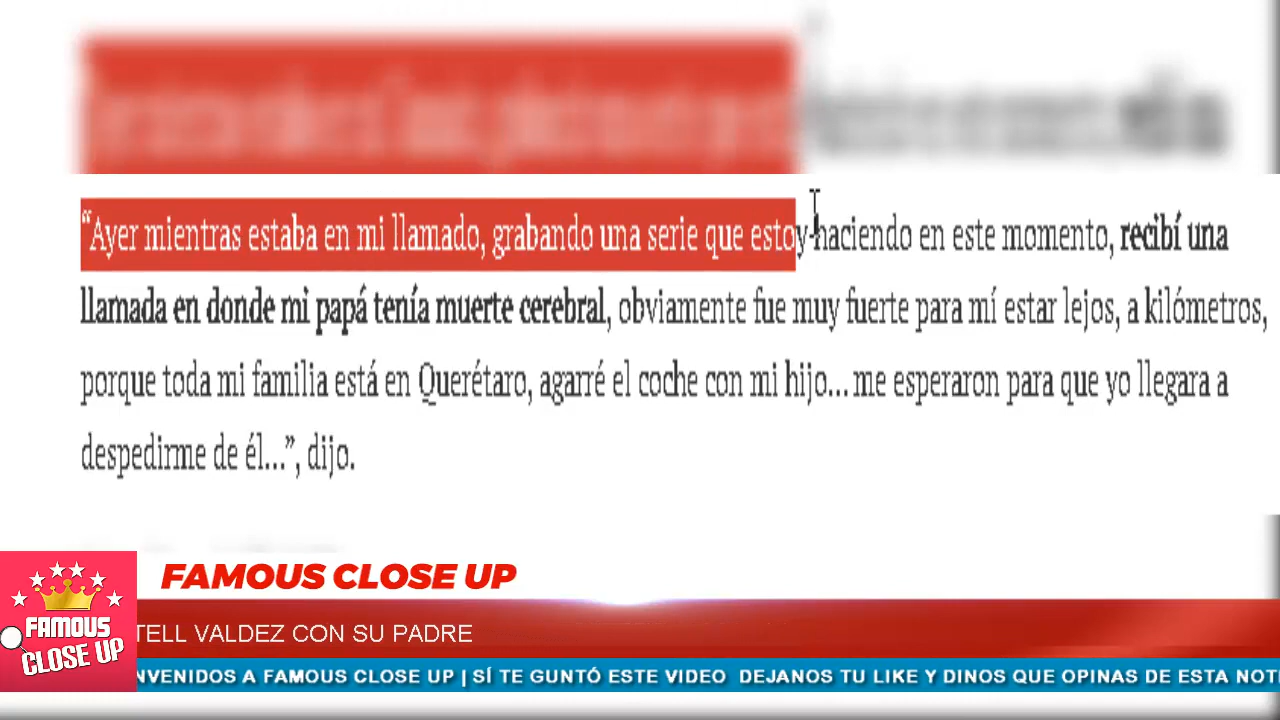 “Ayer mientras estaba en mi llamado, grabando una serie que estoy haciendo en este momento, recibí una
llamada en donde mi papá tenía muerte cerebral, obviamente fue muy fuerte para mí estar lejos, a kilómetros,
porque toda mi familia está en Querétaro, agarré el coche con mi hijo... me esperaron para que yo llegara a
despedirme de él...”, dijo.
FAMOUS CLOSE UP
FAMOUS
CLOSE UP
TELL VALDEZ CON SU PADRE
NVENIDOS A FAMOUS CLOSE UP | SÍ TE GUNTÓ ESTE VIDEO DEJANOS TU LIKE Y DINOS QUE OPINAS DE ESTA NOTI